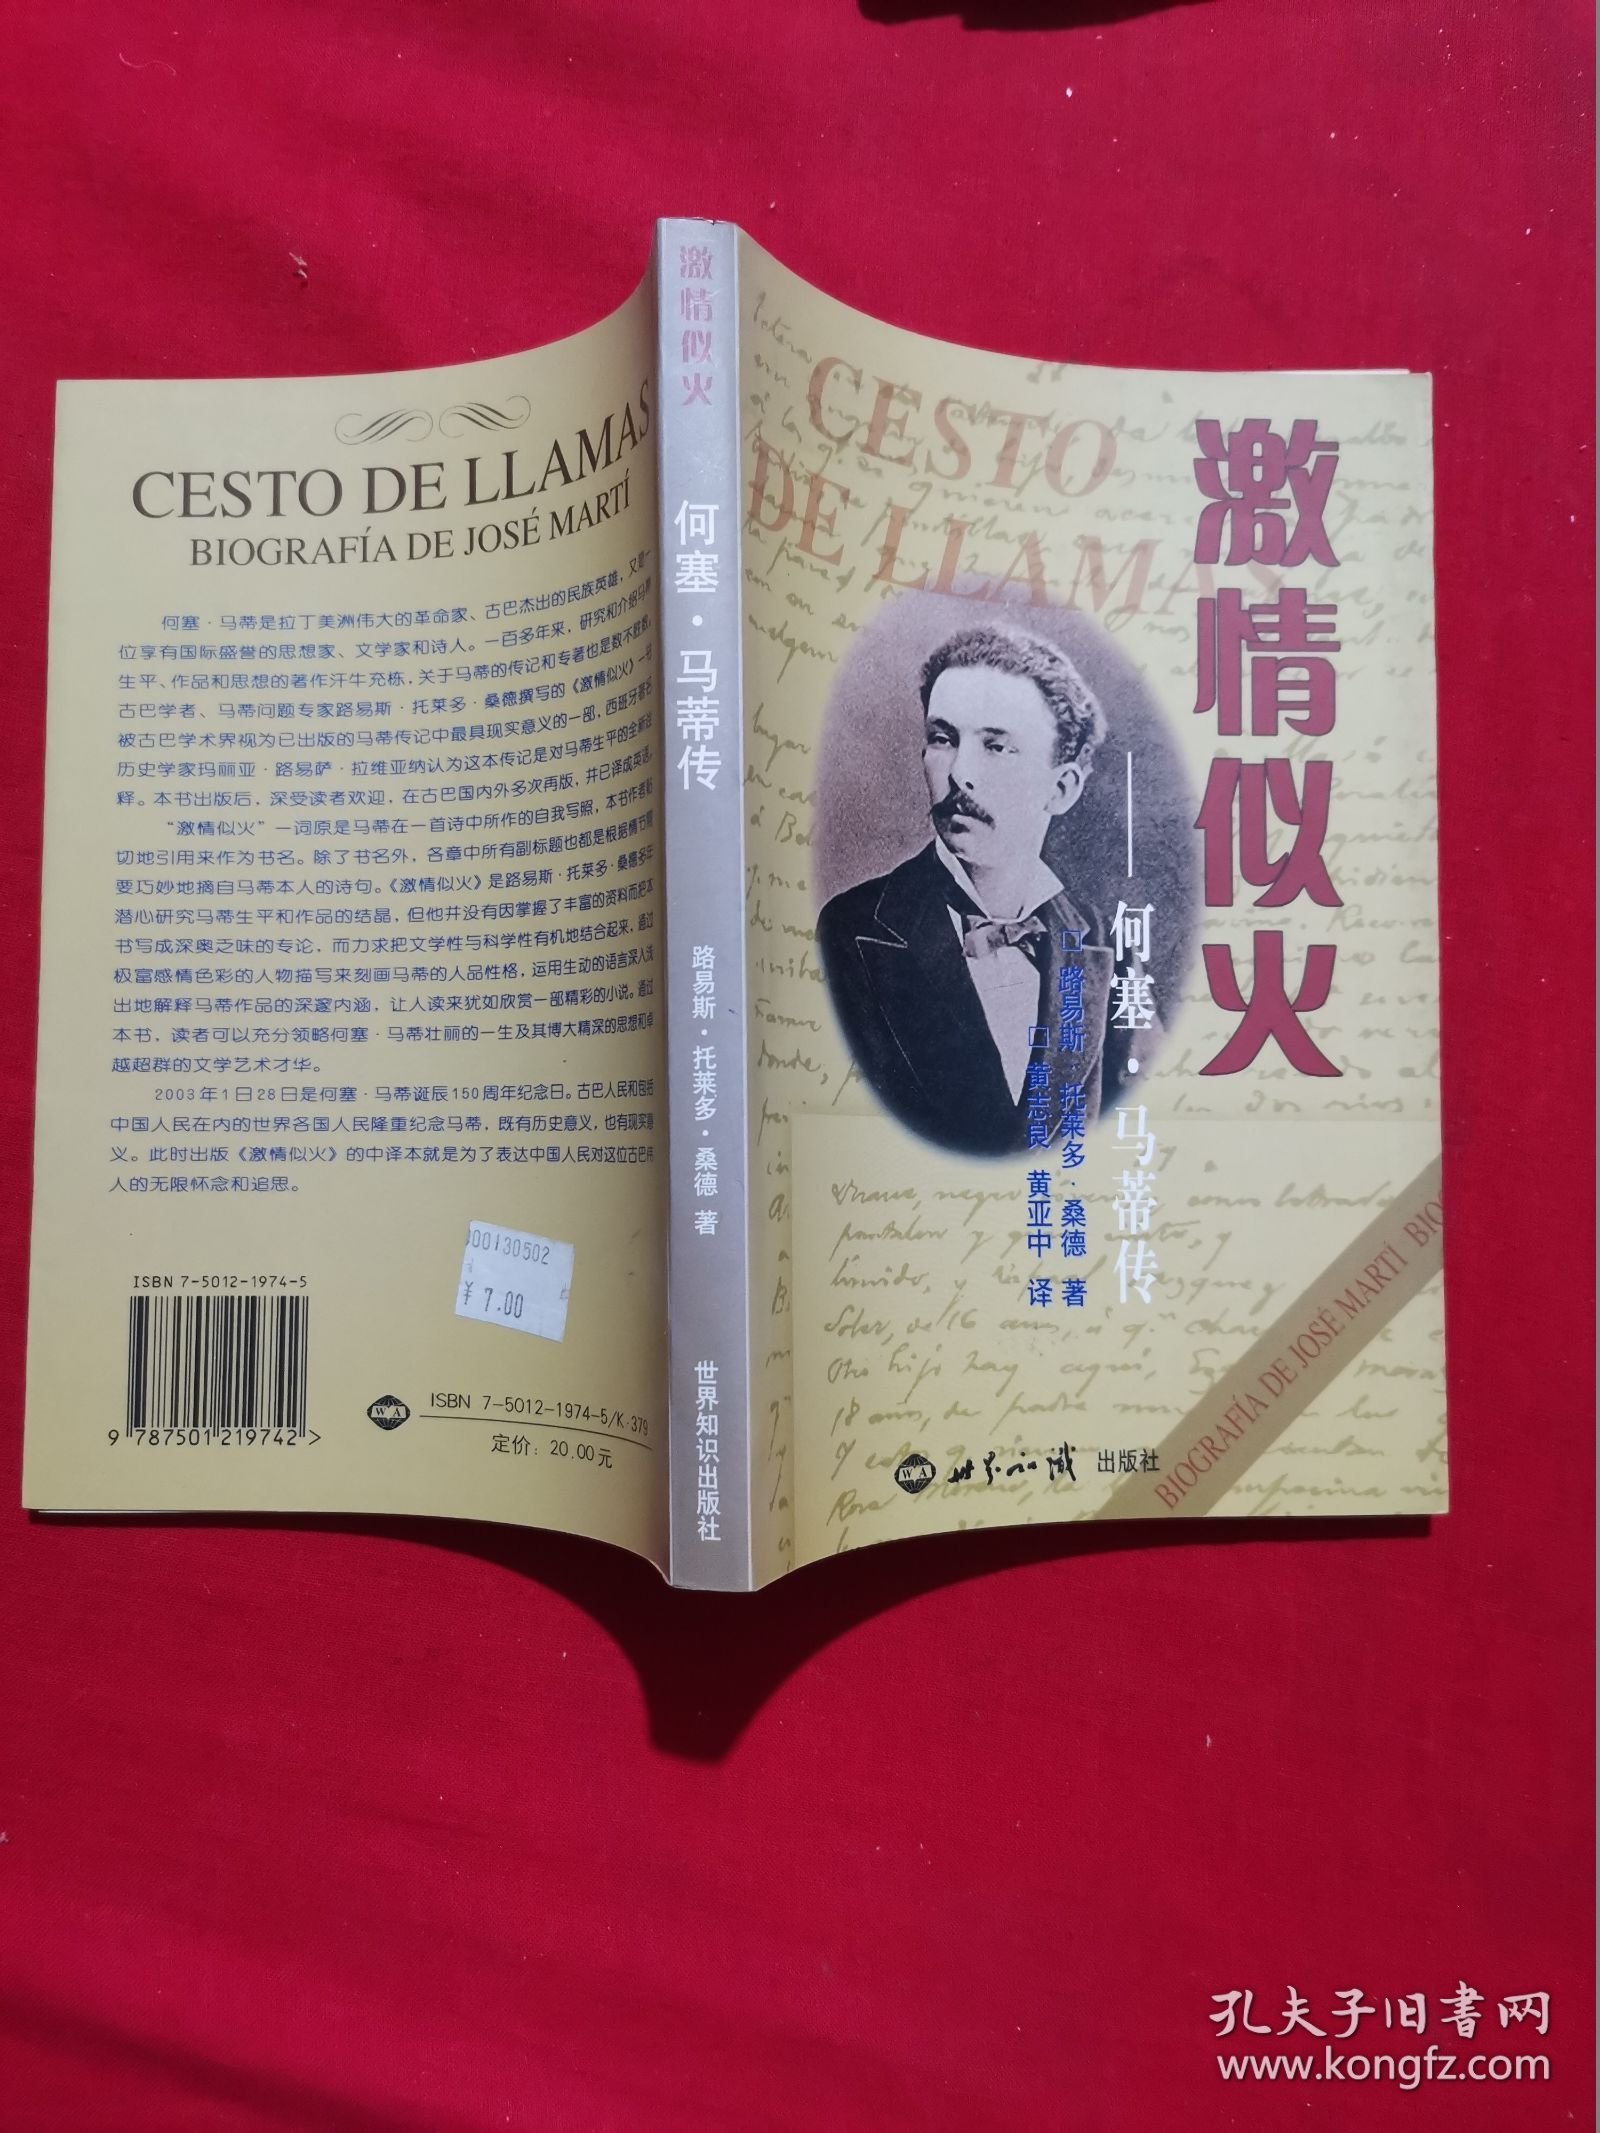 CESTO DE LLAMAS
BIOGRAFÍA DE JOSÉ MARTÍ
何塞·马蒂是拉丁美洲伟大的革命家、古巴杰出的民族英雄，又是一
位享有国际盛誉的思想家、文学家和诗人。一百多年来，研究和介绍马蒂
生平、作品和思想的著作汗牛充栋，关于马蒂的传记和专著也是数不胜数。
古巴学者、马蒂问题专家路易斯·托莱多·桑德撰写的《激情似火》一书
被古巴学术界视为已出版的马蒂传记中最具现实意义的一部，西班牙著名
历史学家玛丽亚·路易萨·拉维亚纳认为这本传记是对马蒂生平的全新诠
释。本书出版后，深受读者欢迎，在古巴国内外多次再版，并已译成英语。
“激情似火”一词原是马蒂在一首诗中所作的自我写照，本书作者贴
切地引用来作为书名。除了书名外，各章中所有副标题也都是根据情节需
要巧妙地摘自马蒂本人的诗句。《激情似火》是路易斯·托莱多·桑德多年
潜心研究马蒂生平和作品的结晶，但他并没有因掌握了丰富的资料而把本
书写成深奥乏味的专论，而力求把文学性与科学性有机地结合起来，通过
极富感情色彩的人物描写来刻画马蒂的人品性格，运用生动的语言深入浅
出地解释马蒂作品的深邃内涵，让人读来犹如欣赏一部精彩的小说。通过
本书，读者可以充分领略何塞·马蒂壮丽的一生及其博大精深的思想和卓
越超群的文学艺术才华。
2003年1日28日是何塞·马蒂诞辰150周年纪念日。古巴人民和包括
中国人民在内的世界各国人民隆重纪念马蒂，既有历史意义，也有现实意
义。此时出版《激情似火》的中译本就是为了表达中国人民对这位古巴伟
人的无限怀念和追思。
00130502
¥7.00
ISBN 7-5012-1974-5
9 787501 219742 >
WA
ISBN 7-5012-1974-5/K·379
定价：20.00元
激情似火
何塞·马蒂传
路易斯·托莱多·桑德 著
世界知识出版社
CESTO
DE LLAMAS
激情似火
——何塞·马蒂传
□ 路易斯·托莱多·桑德 著
□ 黄志良 黄亚中 译
WA 世界知识 出版社
BIOGRAFÍA DE JOSÉ MARTÍ BIO
孔夫子旧书网
www.kongfz.com